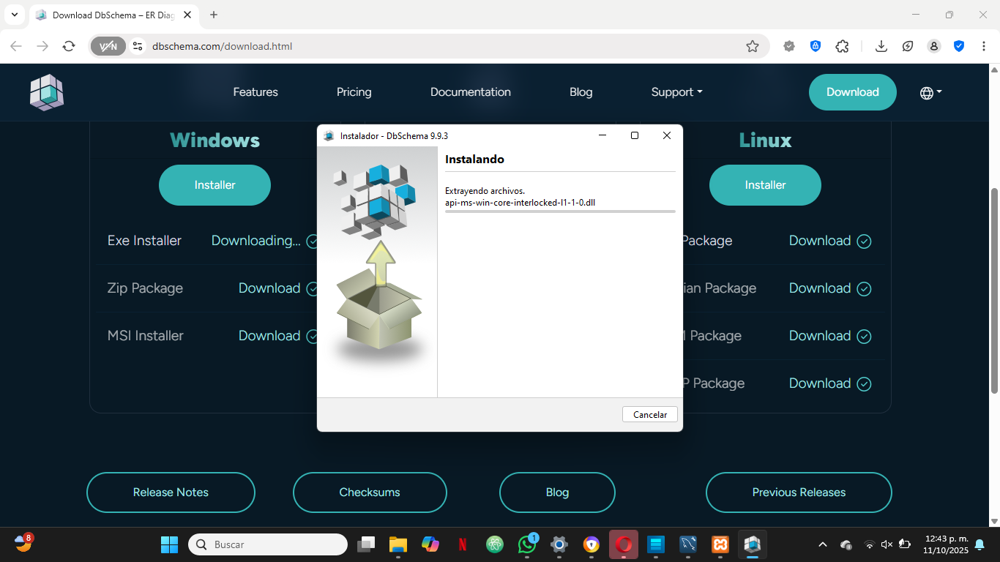 Download DbSchema – ER Diag
VPN
dbschema.com/download.html
Features
Pricing
Documentation
Blog
Support
Download
Windows
Installer
Exe Installer
Downloading...
Zip Package
Download
MSI Installer
Download
Instalador - DbSchema 9.9.3
Instalando
Extrayendo archivos.
api-ms-win-core-interlocked-l1-1-0.dll
Cancelar
Linux
Installer
Package
Download
ian Package
Download
Package
Download
P Package
Download
Release Notes
Checksums
Blog
Previous Releases
8
Buscar
N
1
12:43 p. m.
11/10/2025